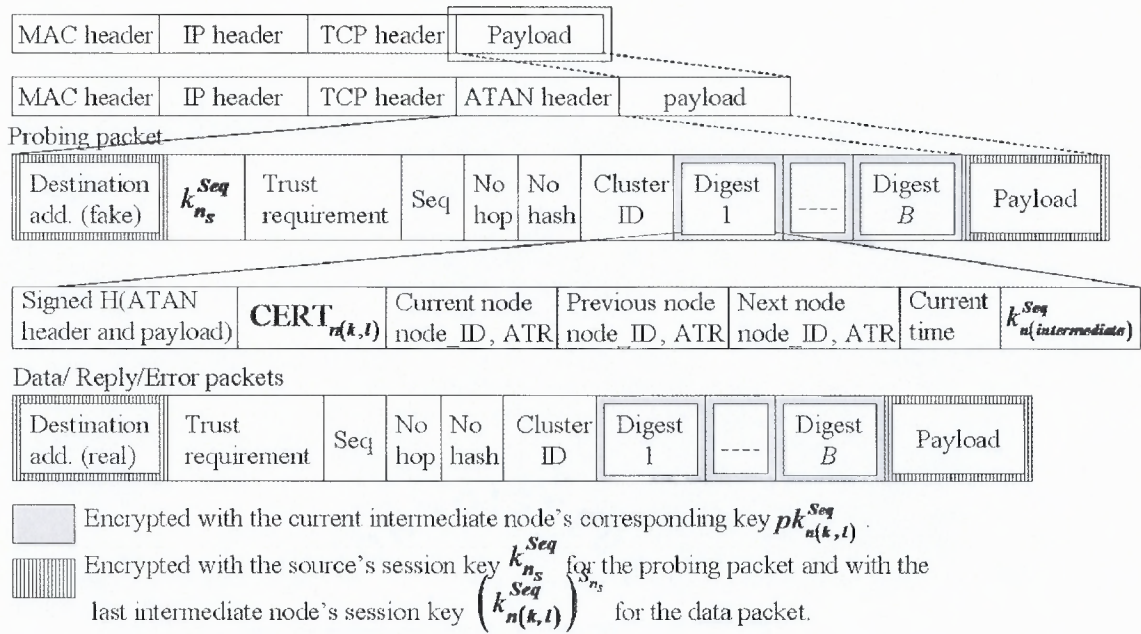 MAC header IP header TCP header Payload
MAC header IP header TCP header ATAN header payload
Probing packet
Destination add. (fake) k_{n_S}^{Seq} Trust requirement Seq No hop No hash Cluster ID Digest 1 ---- Digest B Payload
Signed H(ATAN header and payload) CERT_{n(k,l)} Current node node_ID, ATR Previous node node_ID, ATR Next node node_ID, ATR Current time k_{n(intermediate)}^{Seq}
Data/ Reply/Error packets
Destination add. (real) Trust requirement Seq No hop No hash Cluster ID Digest 1 ---- Digest B Payload
Encrypted with the current intermediate node's corresponding key pk_{n(k,l)}^{Seq} .
Encrypted with the source's session key k_{n_S}^{Seq} for the probing packet and with the
last intermediate node's session key (k_{n(k,l)}^{Seq})^{S_{n_s}} for the data packet.